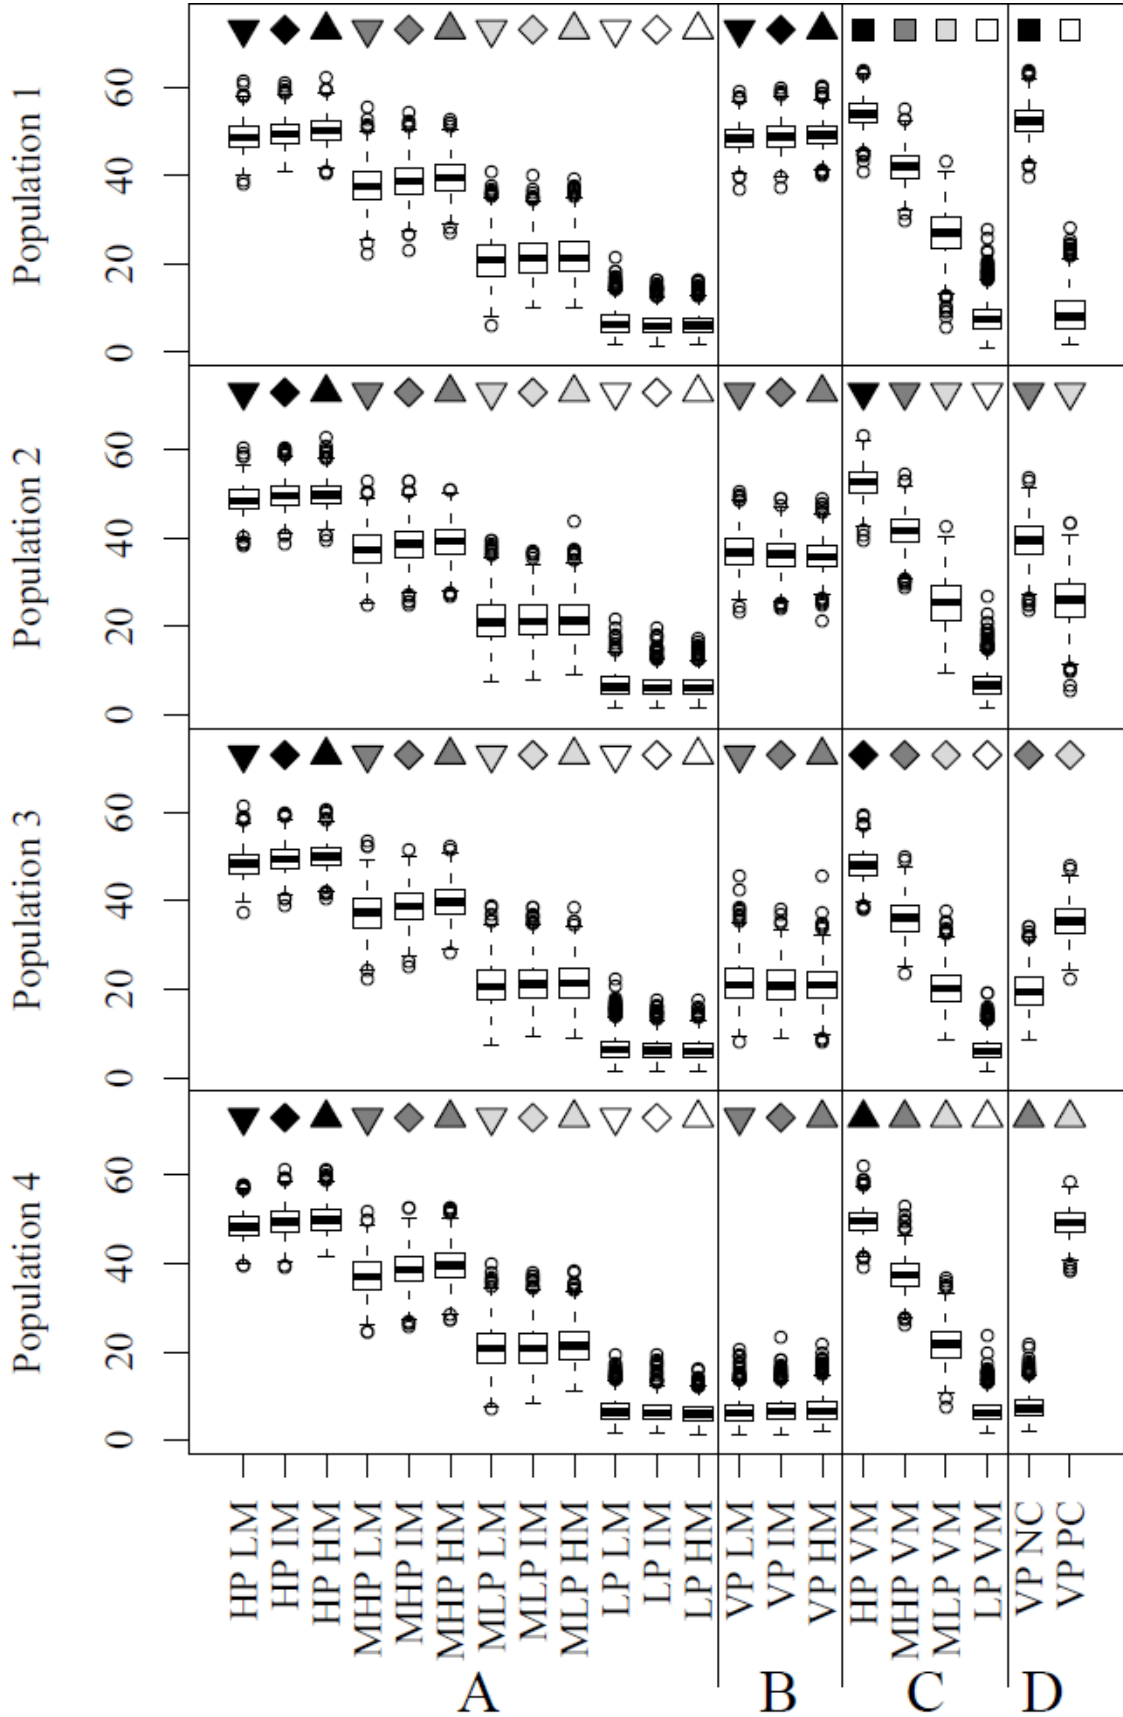 Population 1
60
40
20
0
Population 2
60
40
20
0
Population 3
60
40
20
0
Population 4
60
40
20
0
HP LM
HP IM
HP HM
MHP LM
MHP IM
MHP HM
MLP LM
MLP IM
MLP HM
LP LM
LP IM
LP HM
VP LM
VP IM
VP HM
HP VM
MHP VM
MLP VM
LP VM
VP NC
VP PC
A
B
C
D